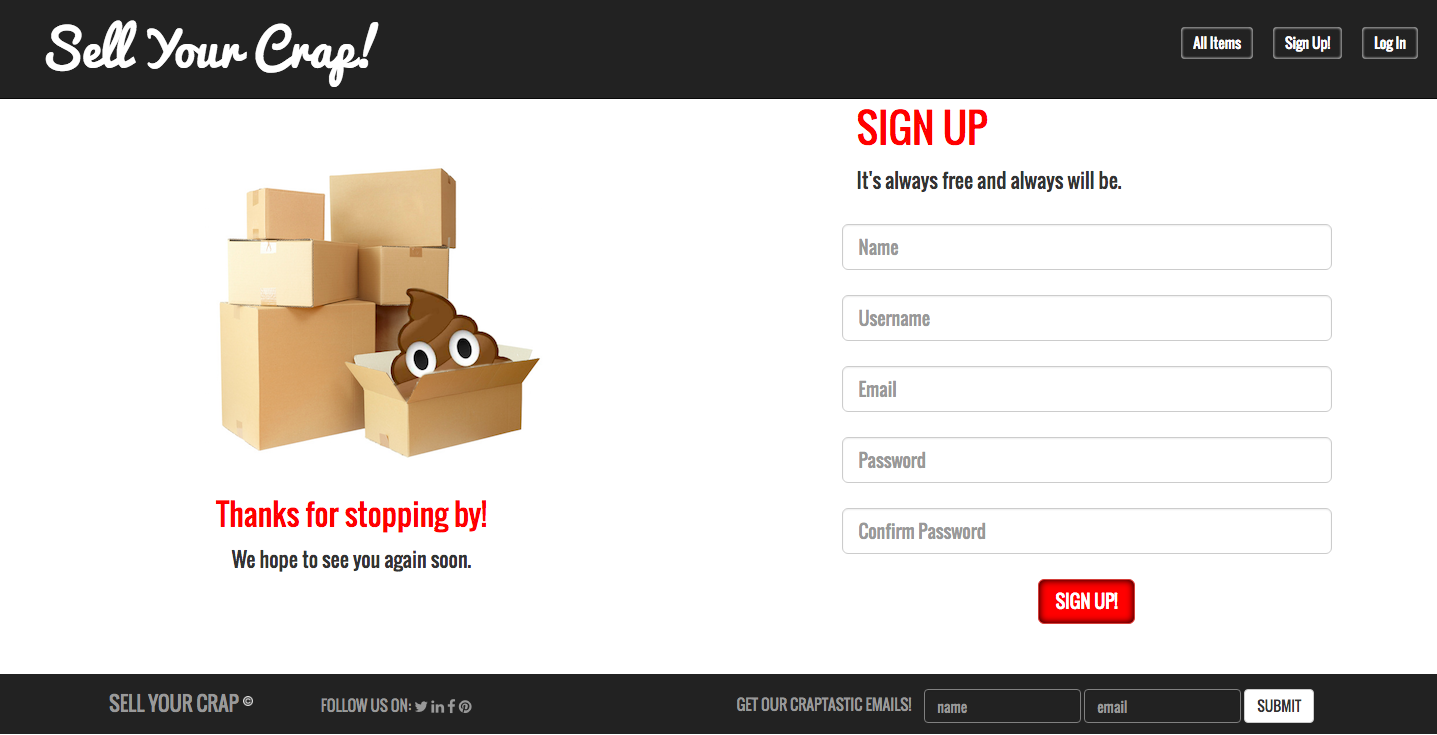 Sell Your Crap!
All Items
Sign Up!
Log In
SIGN UP
It's always free and always will be.
Name
Username
Email
Password
Confirm Password
SIGN UP!
Thanks for stopping by!
We hope to see you again soon.
SELL YOUR CRAP ©
FOLLOW US ON:
GET OUR CRAPTASTIC EMAILS!
name
email
SUBMIT